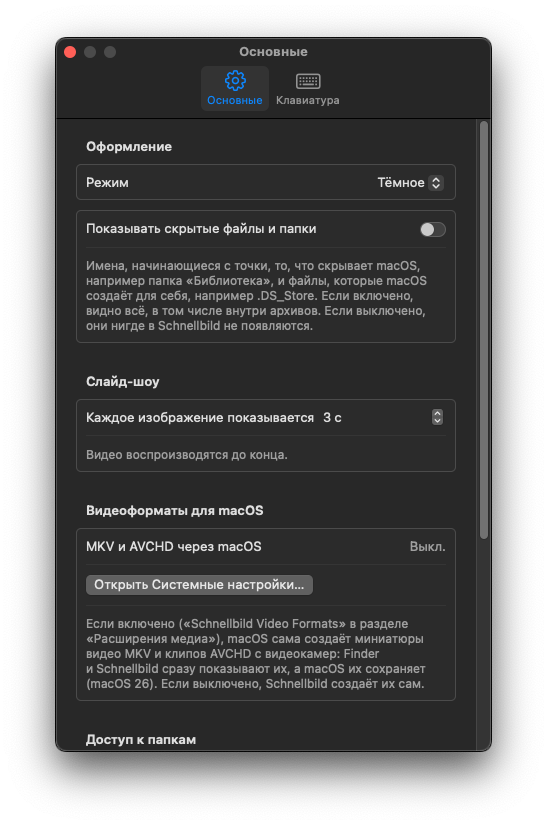 Основные
Основные
Клавиатура
Оформление
Режим
Тёмное
Показывать скрытые файлы и папки
Имена, начинающиеся с точки, то, что скрывает macOS,
например папка «Библиотека», и файлы, которые macOS
создаёт для себя, например .DS_Store. Если включено,
видно всё, в том числе внутри архивов. Если выключено,
они нигде в Schnellbild не появляются.
Слайд-шоу
Каждое изображение показывается 3 с
Видео воспроизводятся до конца.
Видеоформаты для macOS
MKV и AVCHD через macOS
Выкл.
Открыть Системные настройки...
Если включено («Schnellbild Video Formats» в разделе
«Расширения медиа»), macOS сама создаёт миниатюры
видео MKV и клипов AVCHD с видеокамер: Finder
и Schnellbild сразу показывают их, а macOS их сохраняет
(macOS 26). Если выключено, Schnellbild создаёт их сам.
Доступ к папкам